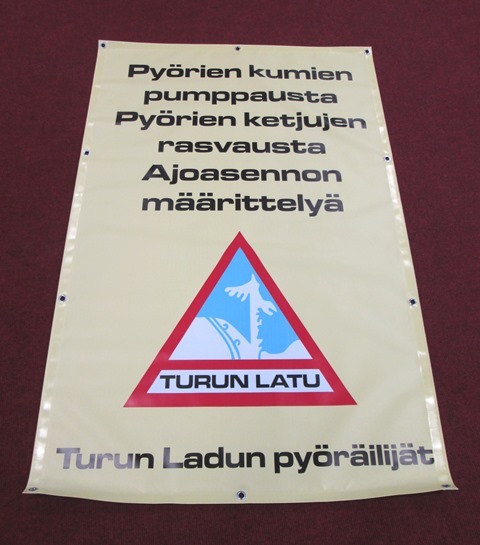 Pyörien kumien
pumppausta
Pyörien ketjujen
rasvausta
Ajoasennon
määrittelyä
TURUN LATU
Turun Ladun pyöräilijät